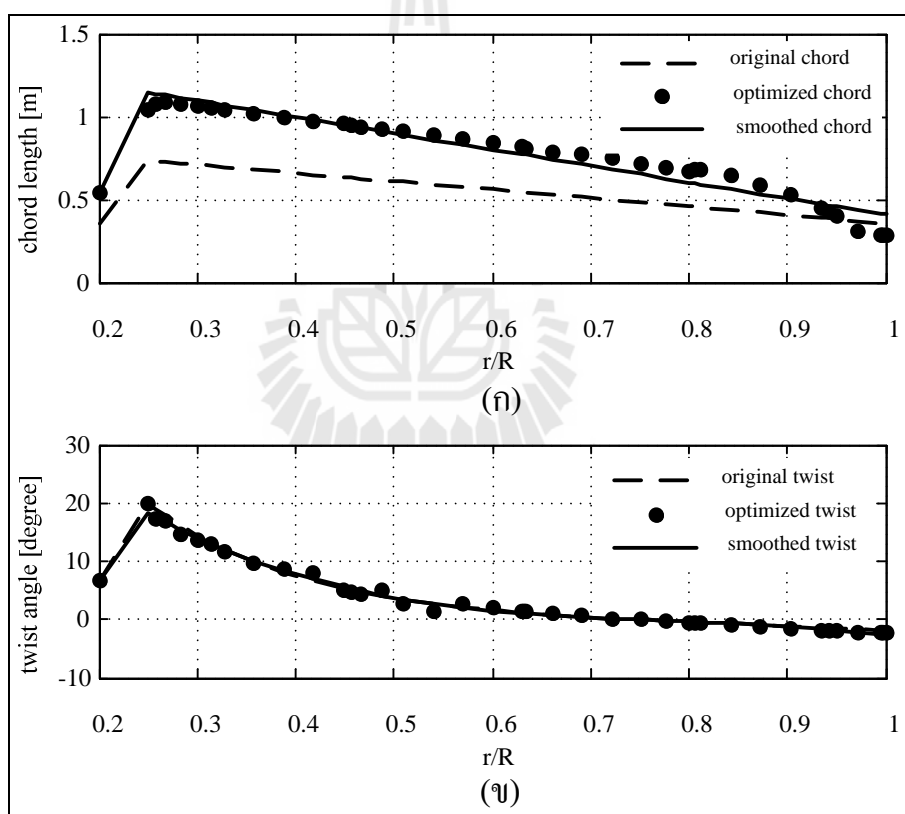 1.5
1
0.5
0
chord length [m]
original chord
optimized chord
smoothed chord
0.2 0.3 0.4 0.5 0.6 0.7 0.8 0.9 1
r/R
(ก)
30
20
10
0
-10
twist angle [degree]
original twist
optimized twist
smoothed twist
0.2 0.3 0.4 0.5 0.6 0.7 0.8 0.9 1
r/R
(ข)